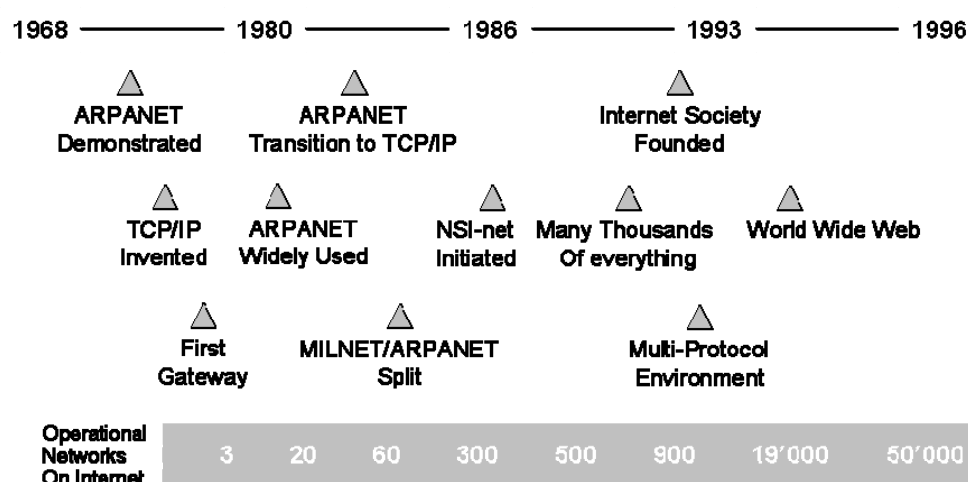 1968 1980 1986 1993 1996
ARPANET
Demonstrated
ARPANET
Transition to TCP/IP
Internet Society
Founded
TCP/IP
Invented
ARPANET
Widely Used
NSI-net
Initiated
Many Thousands
Of everything
World Wide Web
First
Gateway
MILNET/ARPANET
Split
Multi-Protocol
Environment
Operational
Networks
On Internet
3 20 60 300 500 900 19'000 50'000